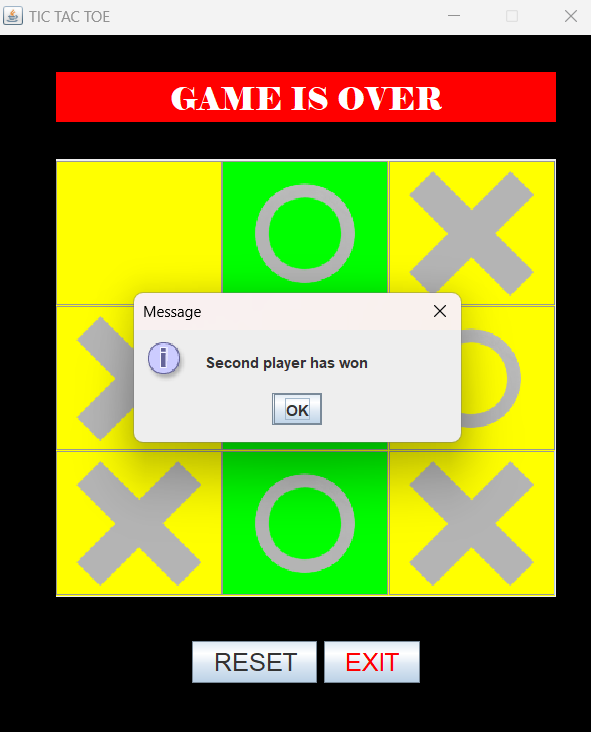 TIC TAC TOE
GAME IS OVER
Message
Second player has won
OK
RESET EXIT